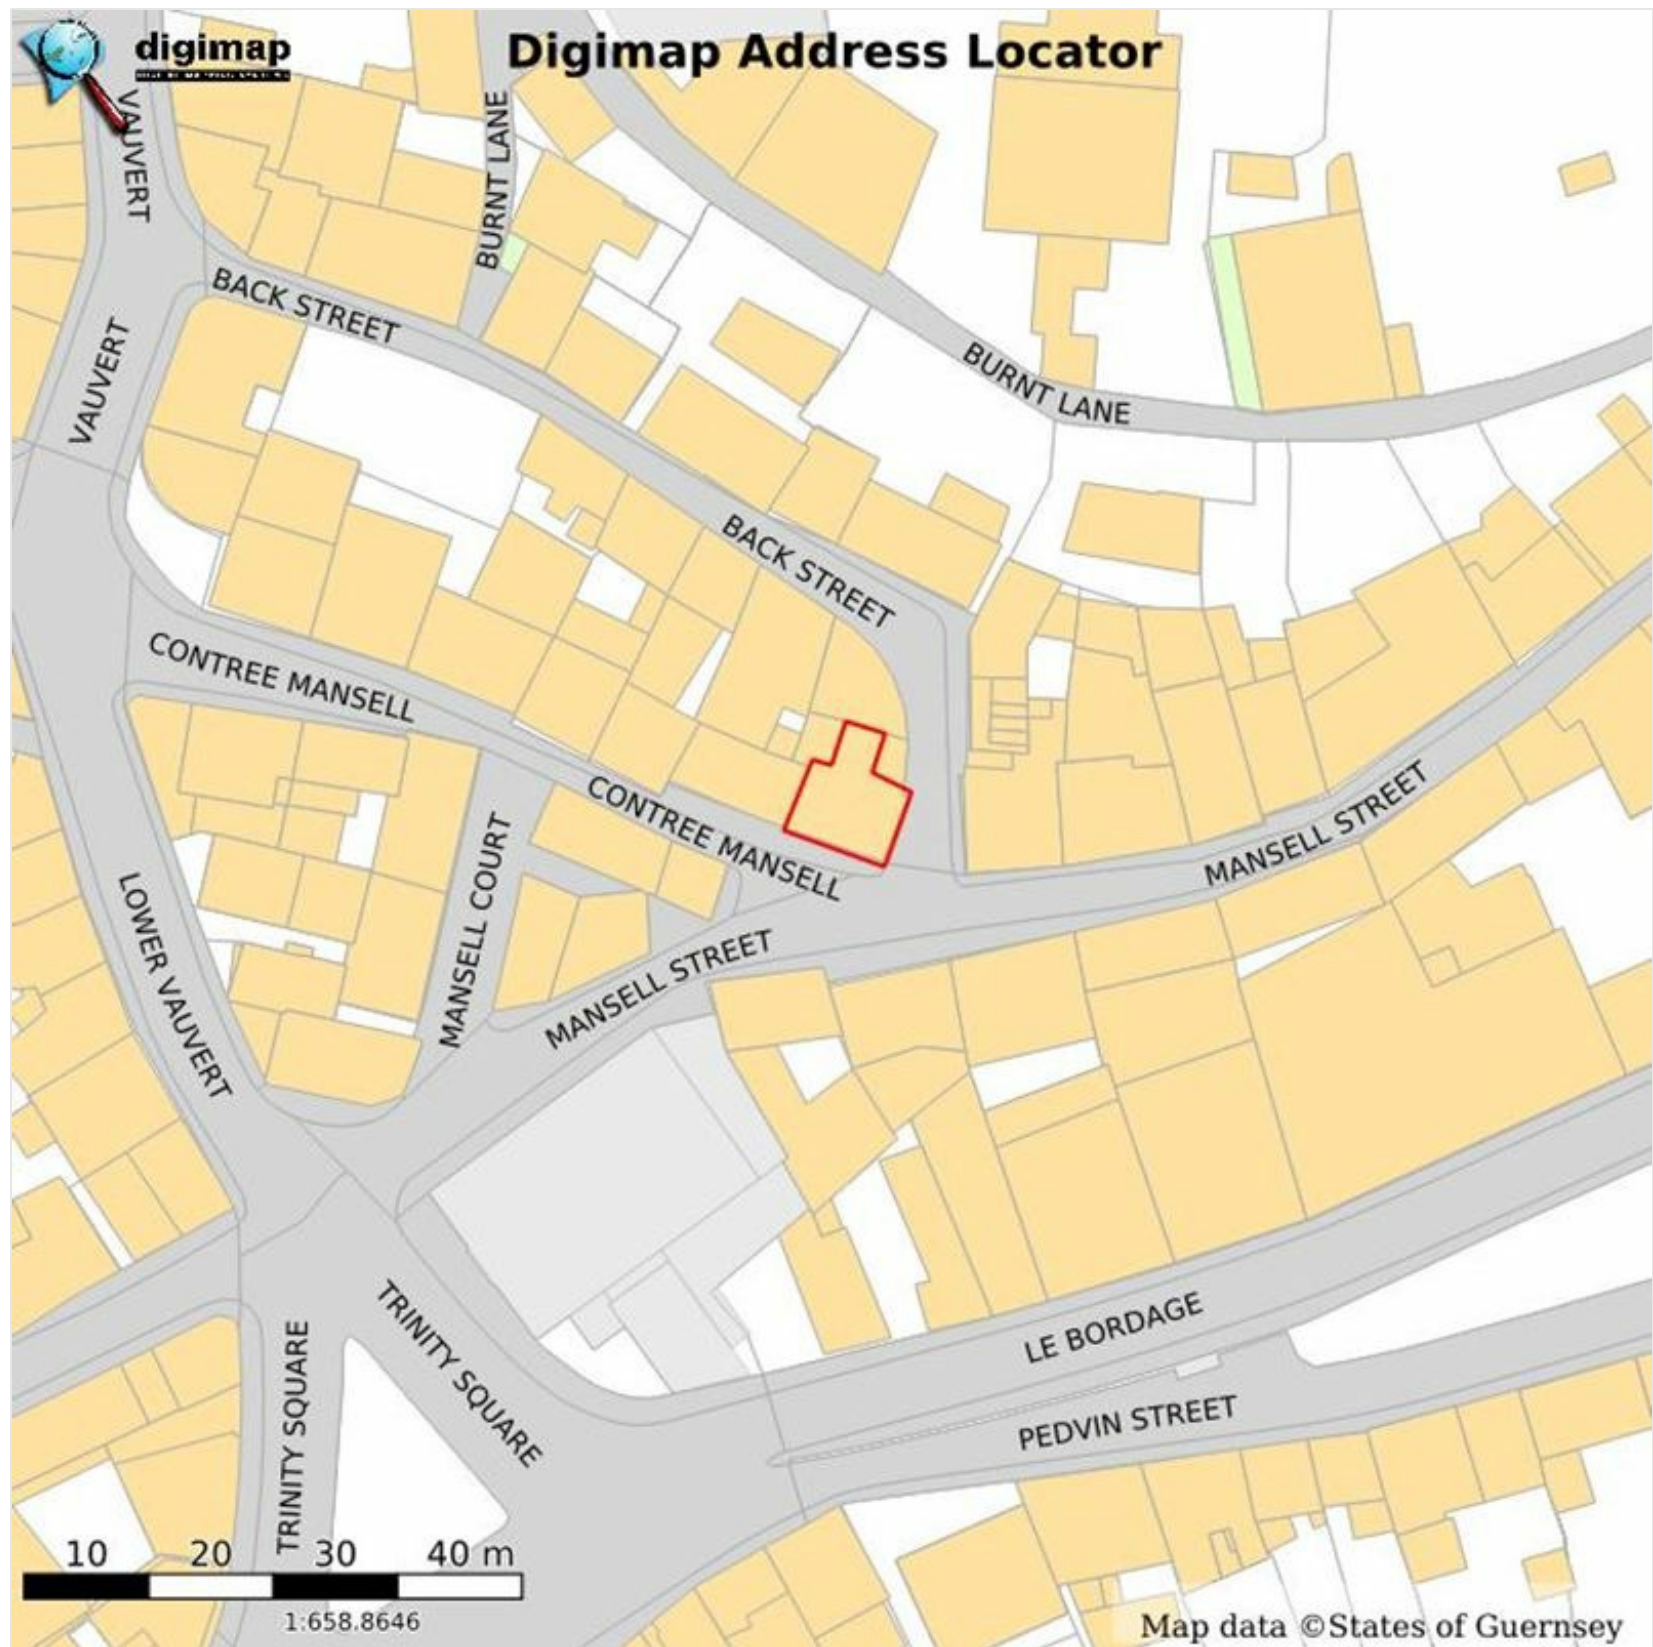 digimap
Digimap Address Locator
VAUVERT
BURNT LANE
BACK STREET
VAUVERT
BURNT LANE
BACK STREET
CONTREE MANSELL
CONTREE MANSELL
MANSELL STREET
MANSELL COURT
LOWER VAUVERT
MANSELL STREET
TRINITY SQUARE
TRINITY SQUARE
LE BORDAGE
PEDVIN STREET
10 20 30 40 m
1:658.8646
Map data ©States of Guernsey